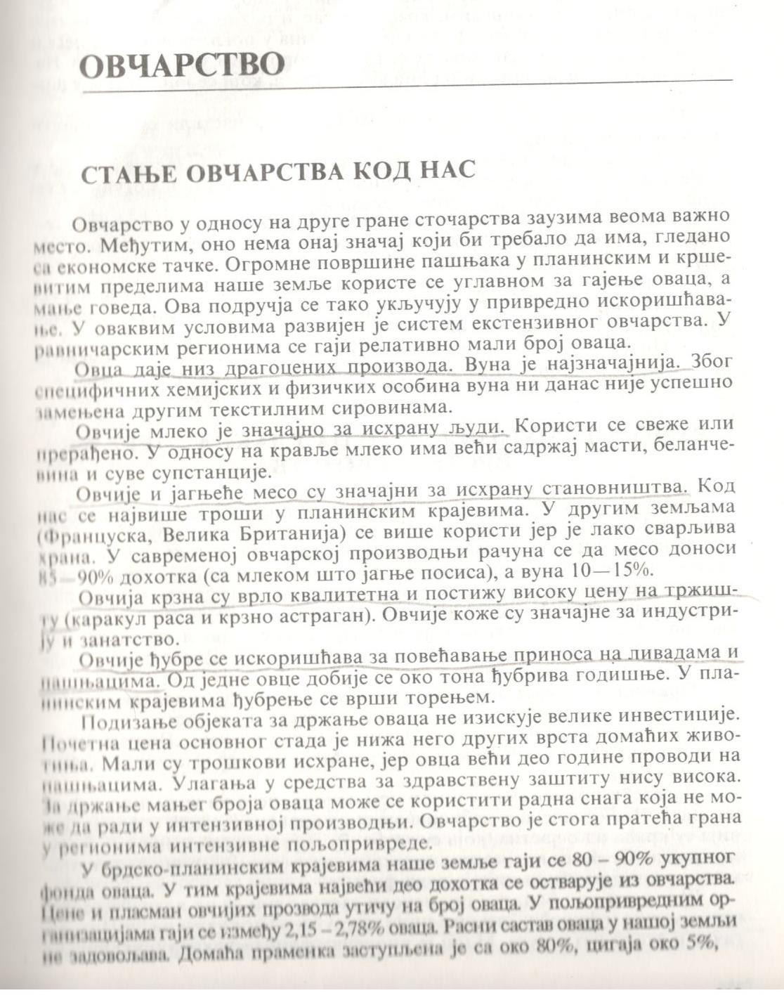 ОВЧАРСТВО
СТАЊЕ ОВЧАРСТВА КОД НАС
Овчарство у односу на друге гране сточарства заузима веома важно
место. Међутим, оно нема онај значај који би требало да има, гледано
са економске тачке. Огромне површине пашњака у планинским и крше-
витим пределима наше земље користе се углавном за гајење оваца, а
мање говеда. Ова подручја се тако укључују у привредно искоришћава-
ње. У оваквим условима развијен је систем екстензивног овчарства. У
равничарским регионима се гаји релативно мали број оваца.
Овца даје низ драгоцених производа. Вуна је најзначајнија. Због
специфичних хемијских и физичких особина вуна ни данас није успешно
замењена другим текстилним сировинама.
Овчије млеко је значајно за исхрану људи. Користи се свеже или
прерађено. У односу на кравље млеко има већи садржај масти, беланче-
вина и суве супстанције.
Овчије и јагњеће месо су значајни за исхрану становништва. Код
нас се највише троши у планинским крајевима. У другим земљама
(Француска, Велика Британија) се више користи јер је лако сварљива
храна. У савременој овчарској производњи рачуна се да месо доноси
85—90% дохотка (са млеком што јагње посиса), а вуна 10—15%.
Овчија крзна су врло квалитетна и постижу високу цену на тржиш-
ту (каракул раса и крзно астраган). Овчије коже су значајне за индустри-
ју и занатство.
Овчије ђубре се искоришћава за повећавање приноса на ливадама и
пашњацима. Од једне овце добије се око тона ђубрива годишње. У пла-
нинским крајевима ђубрење се врши торењем.
Подизање објеката за држање оваца не изискује велике инвестиције.
Почетна цена основног стада је нижа него других врста домаћих живо-
тиња. Мали су трошкови исхране, јер овца већи део године проводи на
пашњацима. Улагања у средства за здравствену заштиту нису висока.
За држање мањег броја оваца може се користити радна снага која не мо-
же да ради у интензивној производњи. Овчарство је стога пратећа грана
у регионима интензивне пољопривреде.
У брдско-планинским крајевима наше земље гаји се 80 – 90% укупног
фонда оваца. У тим крајевима највећи део дохотка се остварује из овчарства.
Цене и пласман овчијих прозвода утичу на број оваца. У пољопривредним ор-
ганизацијама гаји се између 2,15 – 2,78% оваца. Расни састав оваца у нашој земљи
не задовољава. Домаћа праменка заступљена је са око 80%, цигаја око 5%,